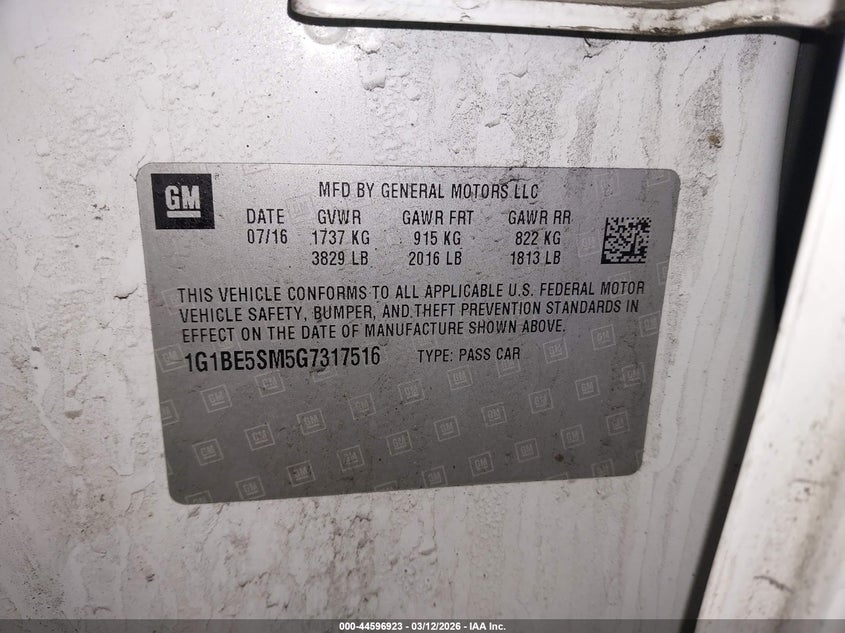 GM
MFD BY GENERAL MOTORS LLC
DATE GVWR GAWR FRT GAWR RR
07/16 1737 KG 915 KG 822 KG
3829 LB 2016 LB 1813 LB
THIS VEHICLE CONFORMS TO ALL APPLICABLE U.S. FEDERAL MOTOR
VEHICLE SAFETY, BUMPER, AND THEFT PREVENTION STANDARDS IN
EFFECT ON THE DATE OF MANUFACTURE SHOWN ABOVE.
1G1BE5SM5G7317516 TYPE: PASS CAR
000-44596923 | 03/12/2026 | IAA Inc.